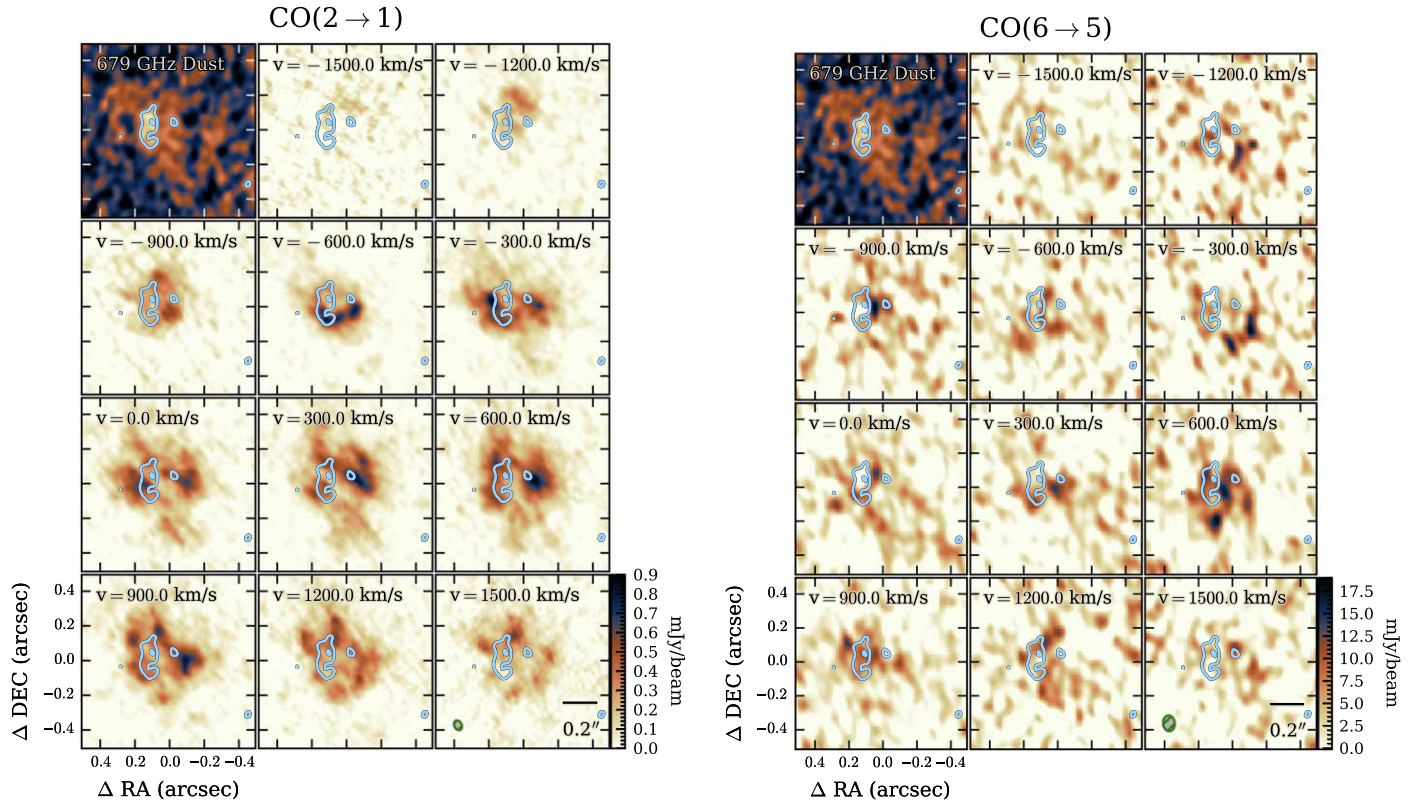 CO(2→1)
679 GHz Dust
v = −1500.0 km/s
v = −1200.0 km/s
v = −900.0 km/s
v = −600.0 km/s
v = −300.0 km/s
v = 0.0 km/s
v = 300.0 km/s
v = 600.0 km/s
v = 900.0 km/s
v = 1200.0 km/s
v = 1500.0 km/s
0.2″
0.4
0.2
0.0
−0.2
−0.4
Δ DEC (arcsec)
0.4 0.2 0.0 −0.2 −0.4
Δ RA (arcsec)
0.9
0.8
0.7
0.6
0.5
0.4
0.3
0.2
0.1
0.0
mJy/beam
CO(6→5)
679 GHz Dust
v = −1500.0 km/s
v = −1200.0 km/s
v = −900.0 km/s
v = −600.0 km/s
v = −300.0 km/s
v = 0.0 km/s
v = 300.0 km/s
v = 600.0 km/s
v = 900.0 km/s
v = 1200.0 km/s
v = 1500.0 km/s
0.2″
0.4
0.2
0.0
−0.2
−0.4
Δ DEC (arcsec)
0.4 0.2 0.0 −0.2 −0.4
Δ RA (arcsec)
17.5
15.0
12.5
10.0
7.5
5.0
2.5
0.0
mJy/beam